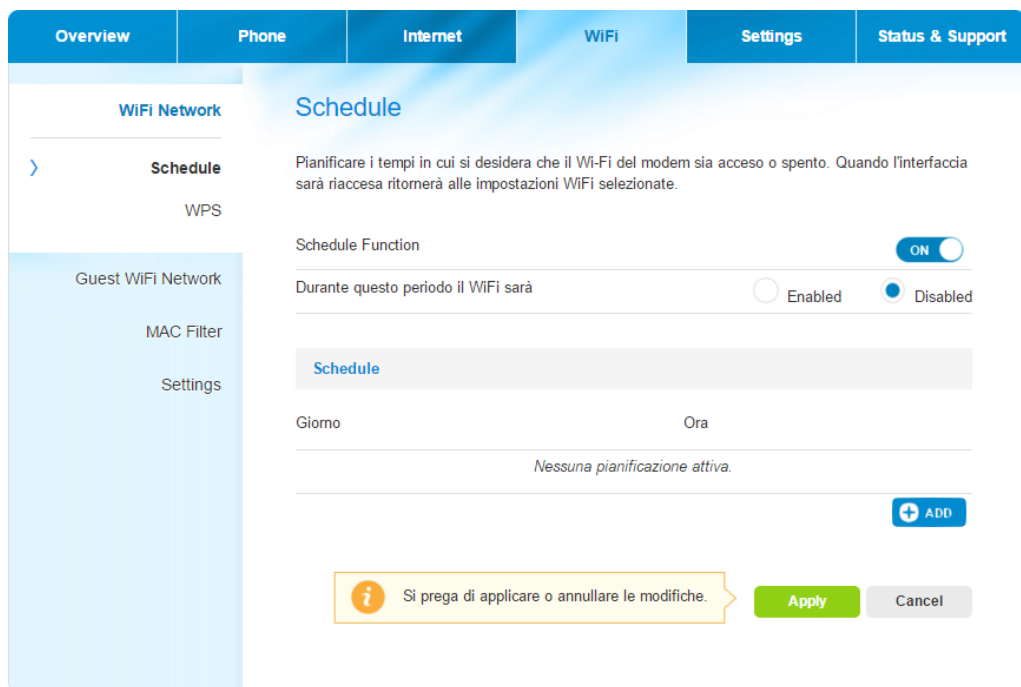 Overview Phone Internet WiFi Settings Status & Support
WiFi Network
Schedule
WPS
Guest WiFi Network
MAC Filter
Settings
Schedule
Pianificare i tempi in cui si desidera che il Wi-Fi del modem sia acceso o spento. Quando l'interfaccia
sarà riaccesa ritornerà alle impostazioni WiFi selezionate.
Schedule Function ON
Durante questo periodo il WiFi sarà Enabled Disabled
Schedule
Giorno Ora
Nessuna pianificazione attiva.
ADD
Si prega di applicare o annullare le modifiche. Apply Cancel